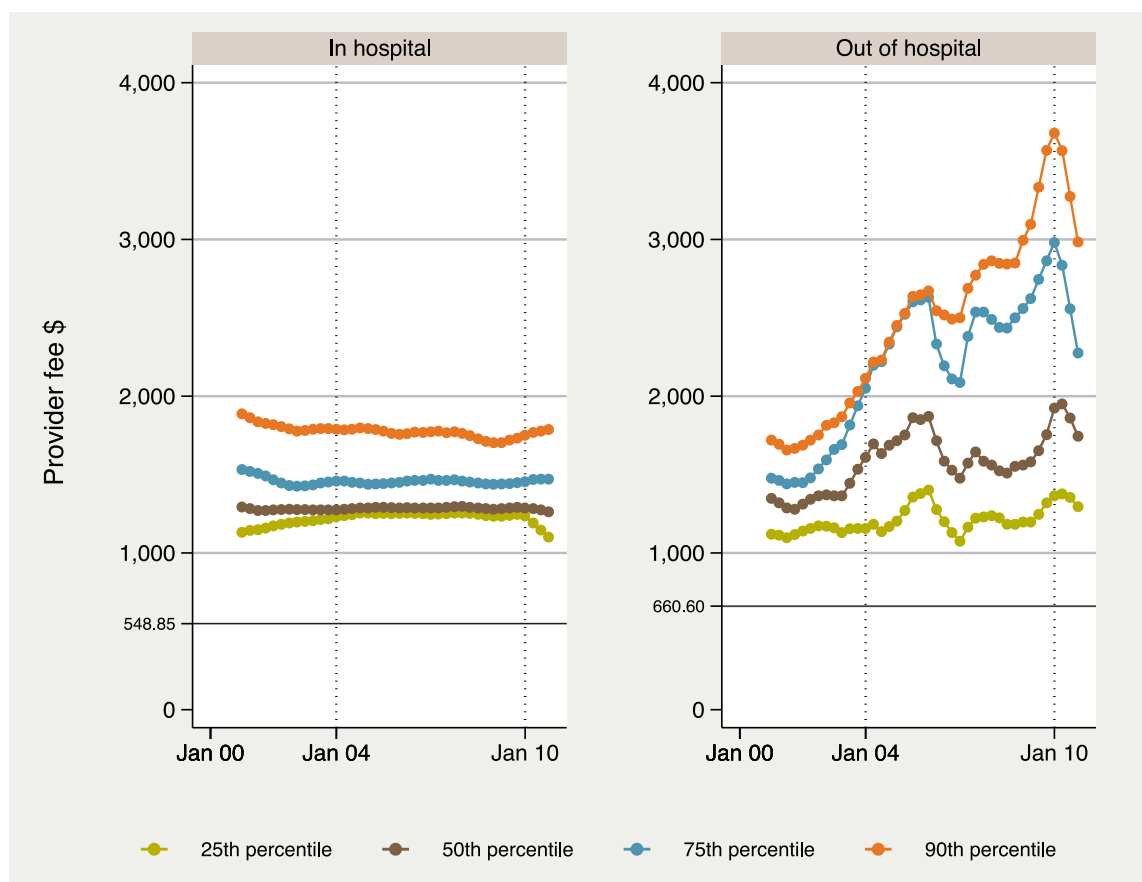 In hospital
Out of hospital
Provider fee $
4,000
3,000
2,000
1,000
548.85
0
Jan 00
Jan 04
Jan 10
4,000
3,000
2,000
1,000
660.60
0
Jan 00
Jan 04
Jan 10
25th percentile 50th percentile 75th percentile 90th percentile